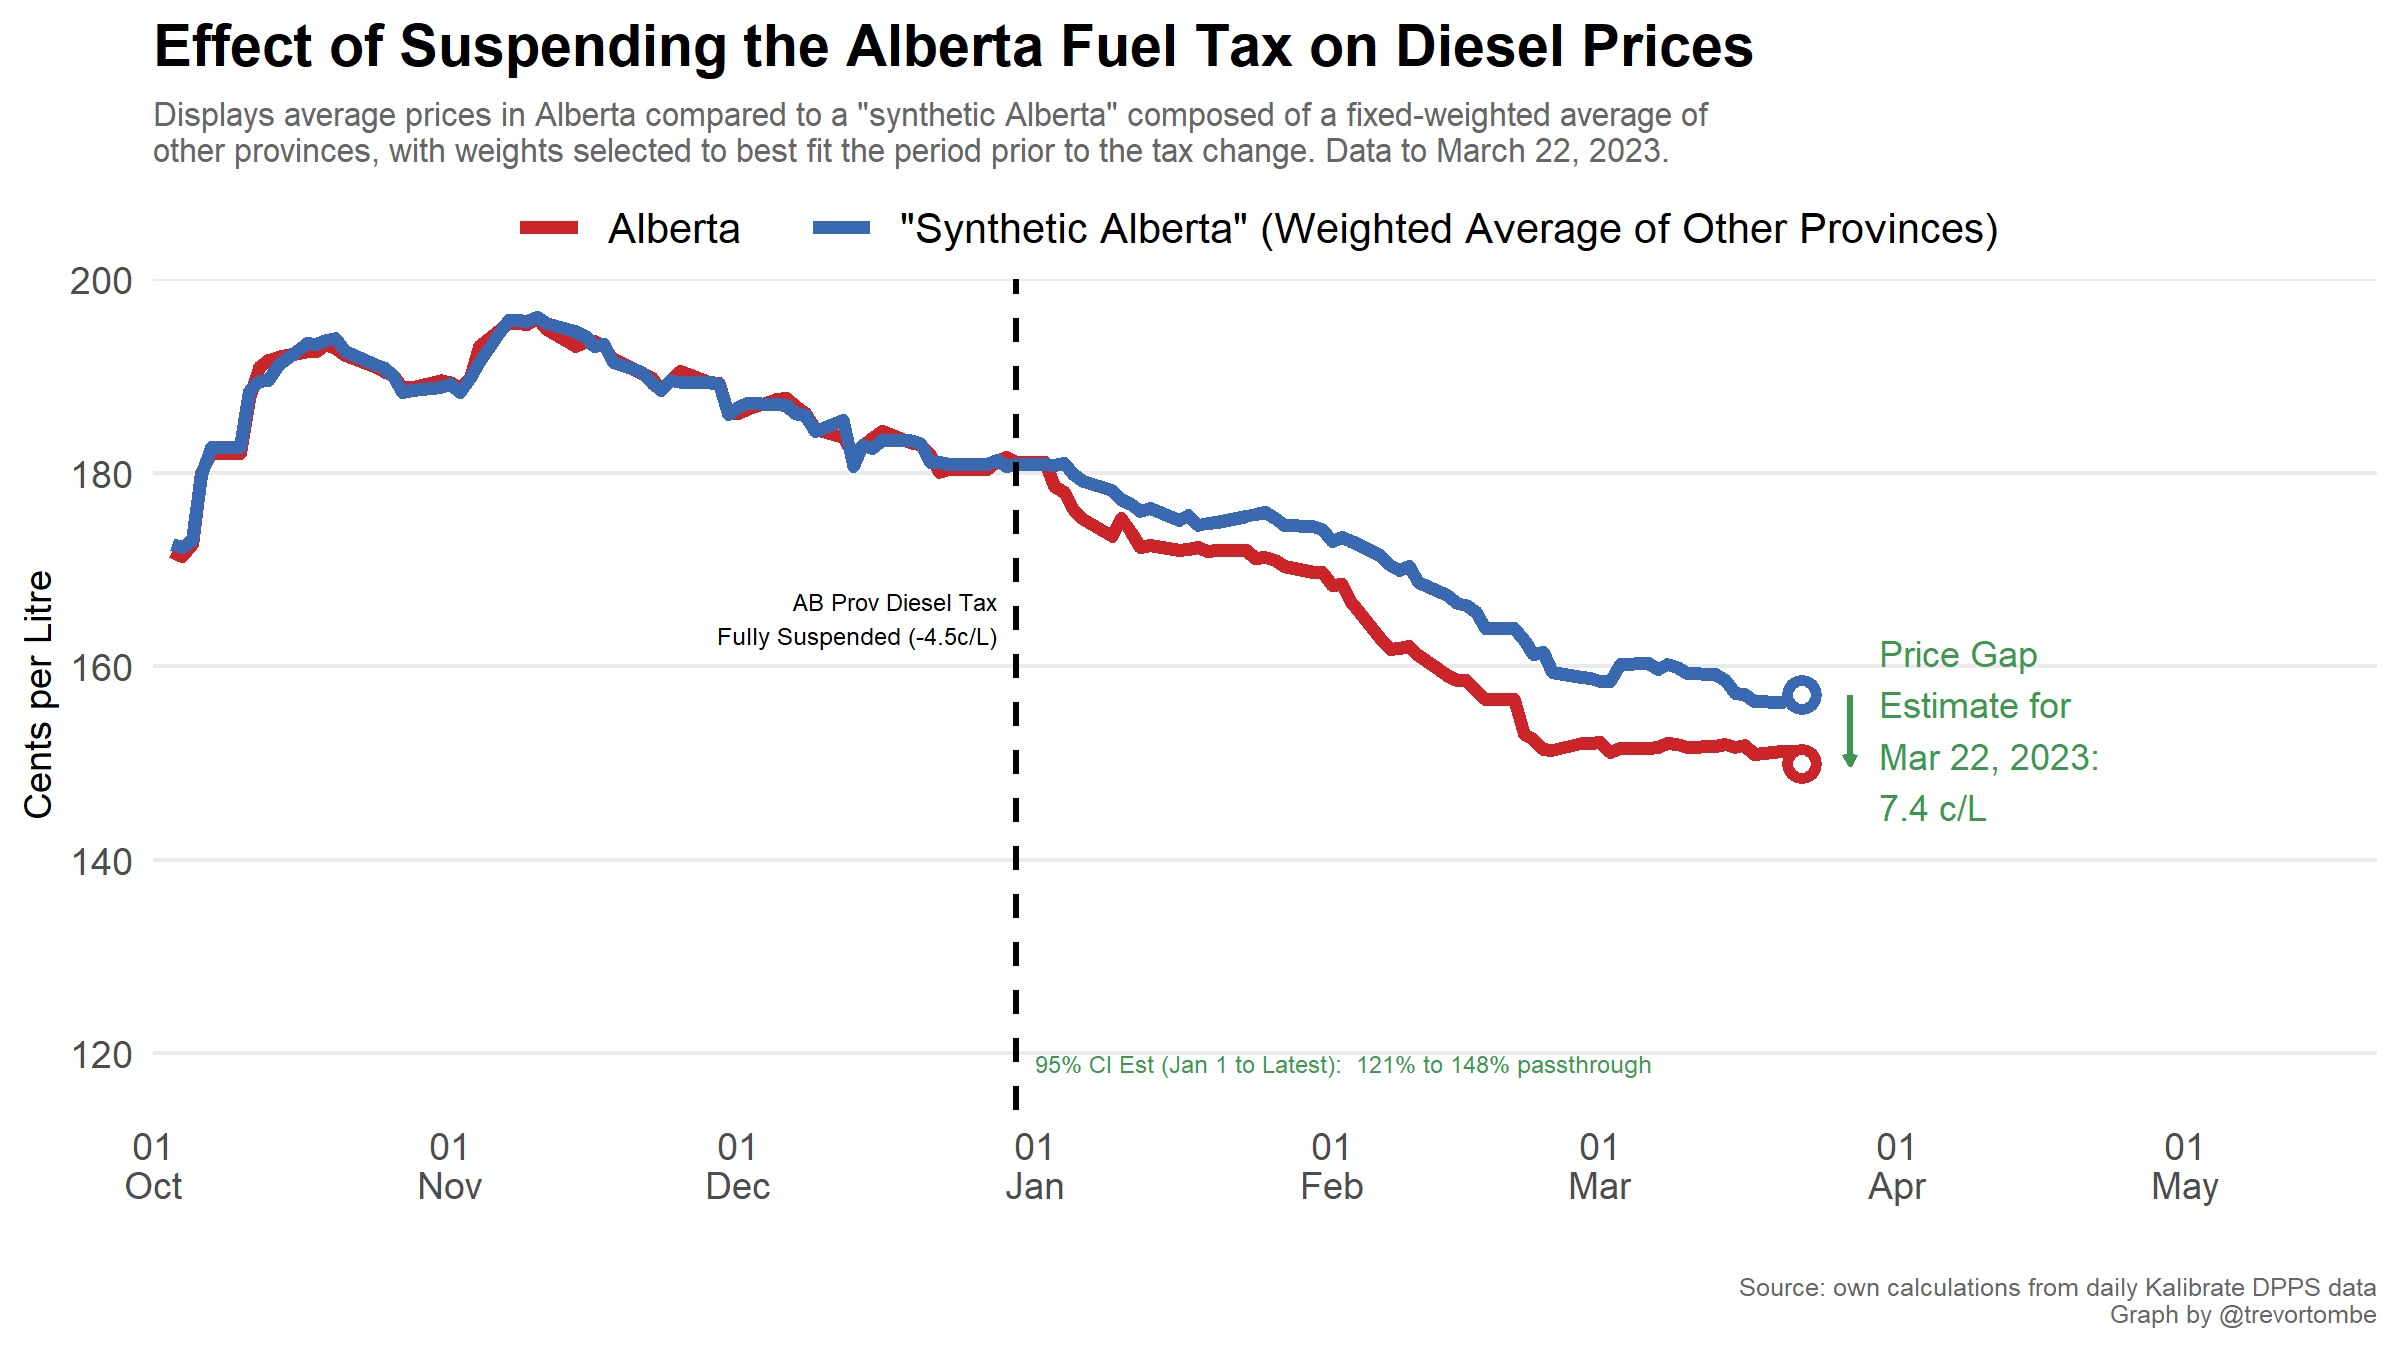 Effect of Suspending the Alberta Fuel Tax on Diesel Prices
Displays average prices in Alberta compared to a "synthetic Alberta" composed of a fixed-weighted average of
other provinces, with weights selected to best fit the period prior to the tax change. Data to March 22, 2023.
Alberta
"Synthetic Alberta" (Weighted Average of Other Provinces)
Cents per Litre
200
180
160
140
120
AB Prov Diesel Tax
Fully Suspended (-4.5c/L)
Price Gap
Estimate for
Mar 22, 2023:
7.4 c/L
95% CI Est (Jan 1 to Latest):  121% to 148% passthrough
01 01 01 01 01 01 01 01
Oct Nov Dec Jan Feb Mar Apr May
Source: own calculations from daily Kalibrate DPPS data
Graph by @trevortombe